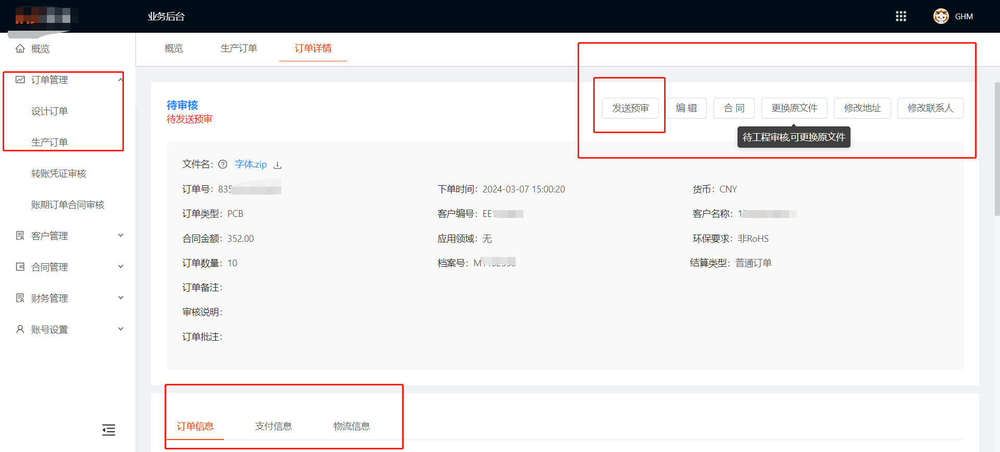 业务后台
GHM
概览
订单管理
设计订单
生产订单
转账凭证审核
账期订单合同审核
客户管理
合同管理
财务管理
账号设置
概览 生产订单 订单详情
待审核
待发送预审
发送预审 编辑 合同 更换原文件 修改地址 修改联系人
待工程审核,可更换原文件
文件名: 字体.zip
订单号: 835
下单时间: 2024-03-07 15:00:20
货币: CNY
订单类型: PCB
客户编号: EE
客户名称: 1
合同金额: 352.00
应用领域: 无
环保要求: 非RoHS
订单数量: 10
档案号: M
结算类型: 普通订单
订单备注:
审核说明:
订单批注:
订单信息 支付信息 物流信息